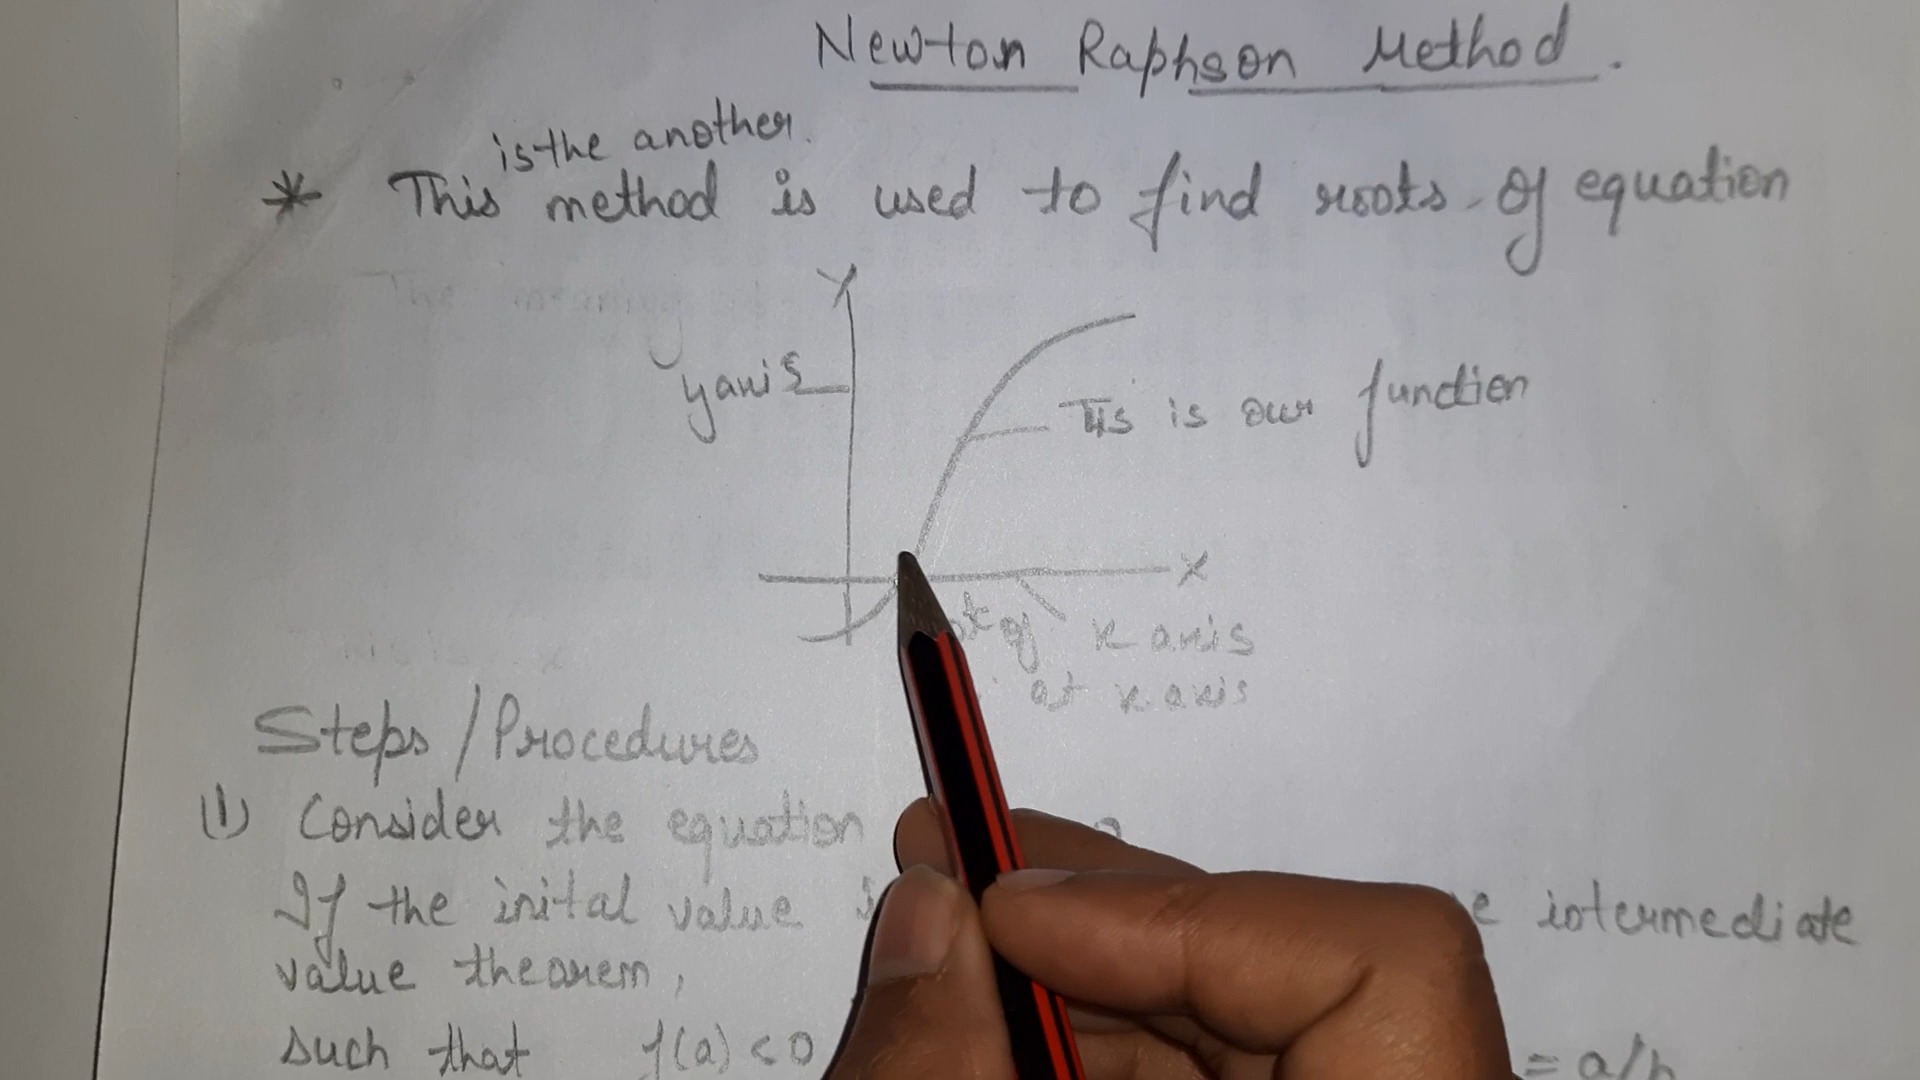 Newton Raphson Method.
is the another.
* This method is used to find roots of equation
Y
yaxis
This is our function
X
of x axis
at x axis
Steps / Procedures
(1) Consider the equation
If the inital value
e intermediate
value theorem,
such that f(a) < 0 = a/b